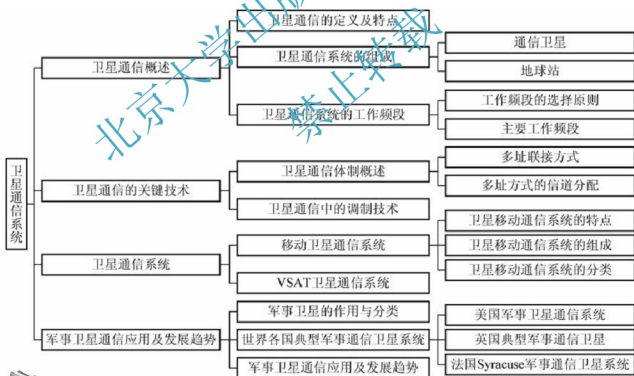 卫星通信系统
卫星通信概述
卫星通信的定义及特点
卫星通信系统的组成
通信卫星
地球站
卫星通信系统的工作频段
工作频段的选择原则
主要工作频段
卫星通信的关键技术
卫星通信体制概述
多址联接方式
多址方式的信道分配
卫星通信中的调制技术
卫星通信系统
移动卫星通信系统
卫星移动通信系统的特点
卫星移动通信系统的组成
卫星移动通信系统的分类
VSAT卫星通信系统
军事卫星通信应用及发展趋势
军事卫星的作用与分类
世界各国典型军事通信卫星系统
美国军事卫星通信系统
英国典型军事通信卫星
法国Syracuse军事通信卫星系统
军事卫星通信应用及发展趋势
北京大学出版
禁止转载